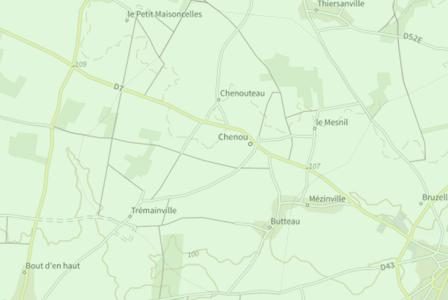 Thiersanville
le Petit Maisoncelles
D52E
109
D7
Chenouteau
le Mesnil
Chenou
107
Bruzell
Mézinville
Trémainville
Butteau
100
D43
Bout d'en haut